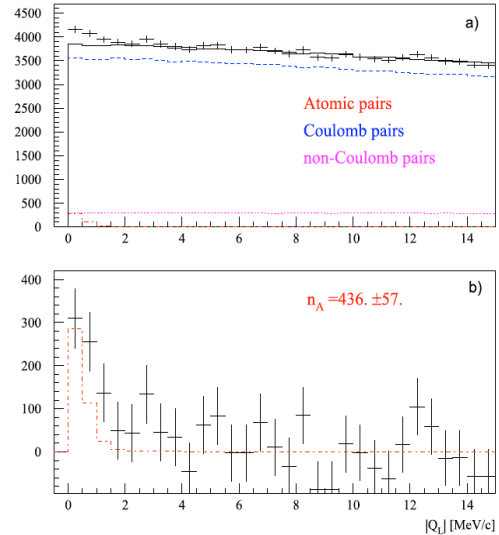 a)
4500
4000
3500
3000
2500
2000
1500
1000
500
0
Atomic pairs
Coulomb pairs
non-Coulomb pairs
0 2 4 6 8 10 12 14
b)
n_A =436. ±57.
400
300
200
100
0
0 2 4 6 8 10 12 14
|Q_L| [MeV/c]